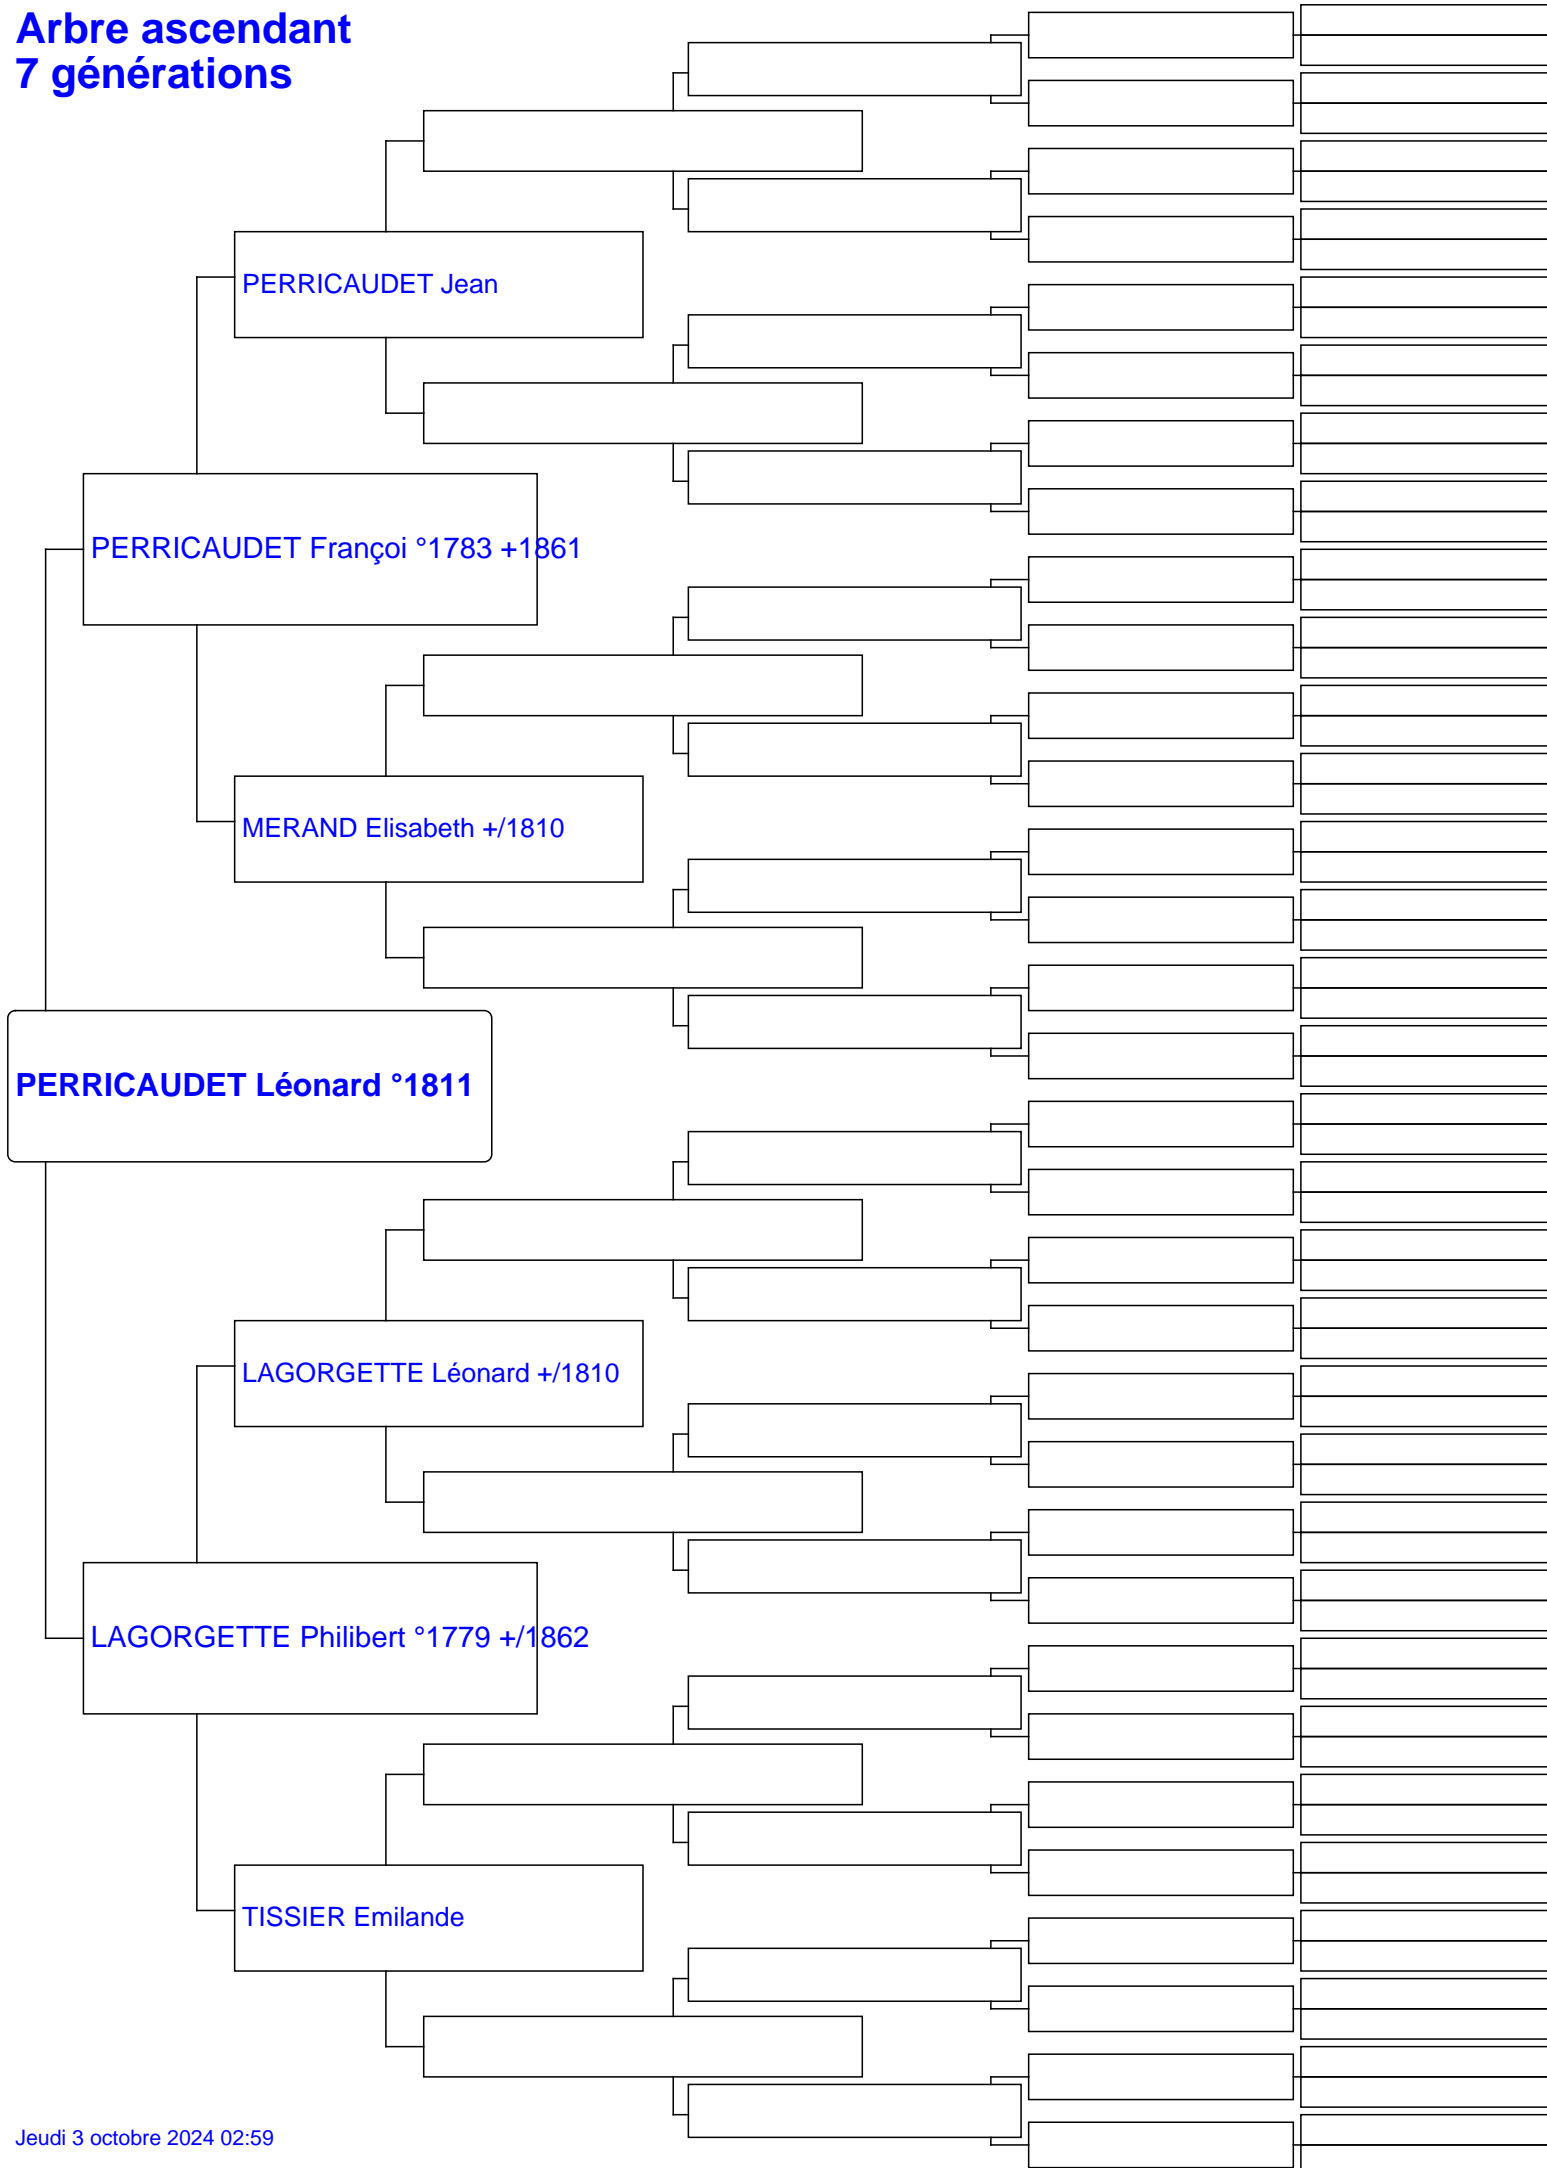 Arbre ascendant
7 générations
PERRICAUDET Jean
PERRICAUDET Françoi °1783 +1861
MERAND Elisabeth +/1810
PERRICAUDET Léonard °1811
LAGORGETTE Léonard +/1810
LAGORGETTE Philibert °1779 +/1862
TISSIER Emilande
Jeudi 3 octobre 2024 02:59